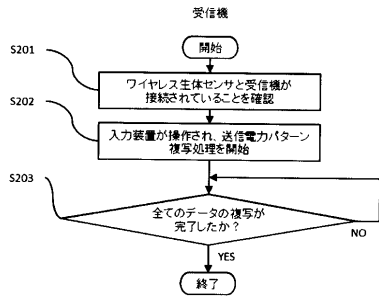 受信機
開始
S201
ワイヤレス生体センサと受信機が
接続されていることを確認
S202
入力装置が操作され、送信電力パターン
複写処理を開始
S203
全てのデータの複写が
完了したか?
NO
YES
終了